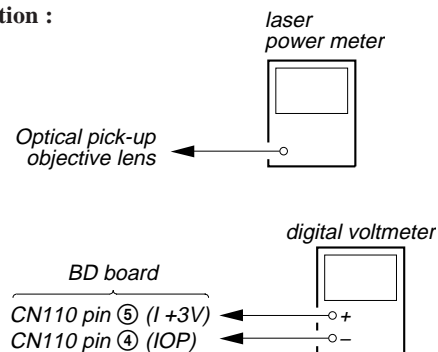 laser
power meter
Optical pick-up
objective lens
digital voltmeter
BD board
CN110 pin ⑤ (I +3V)
+
CN110 pin ④ (IOP)
–